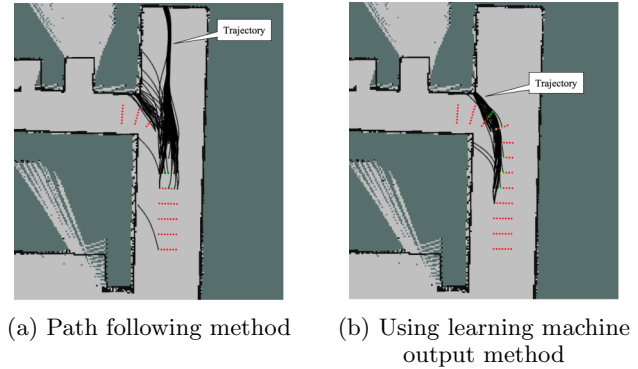 Trajectory
Trajectory
(a) Path following method
(b) Using learning machine
output method